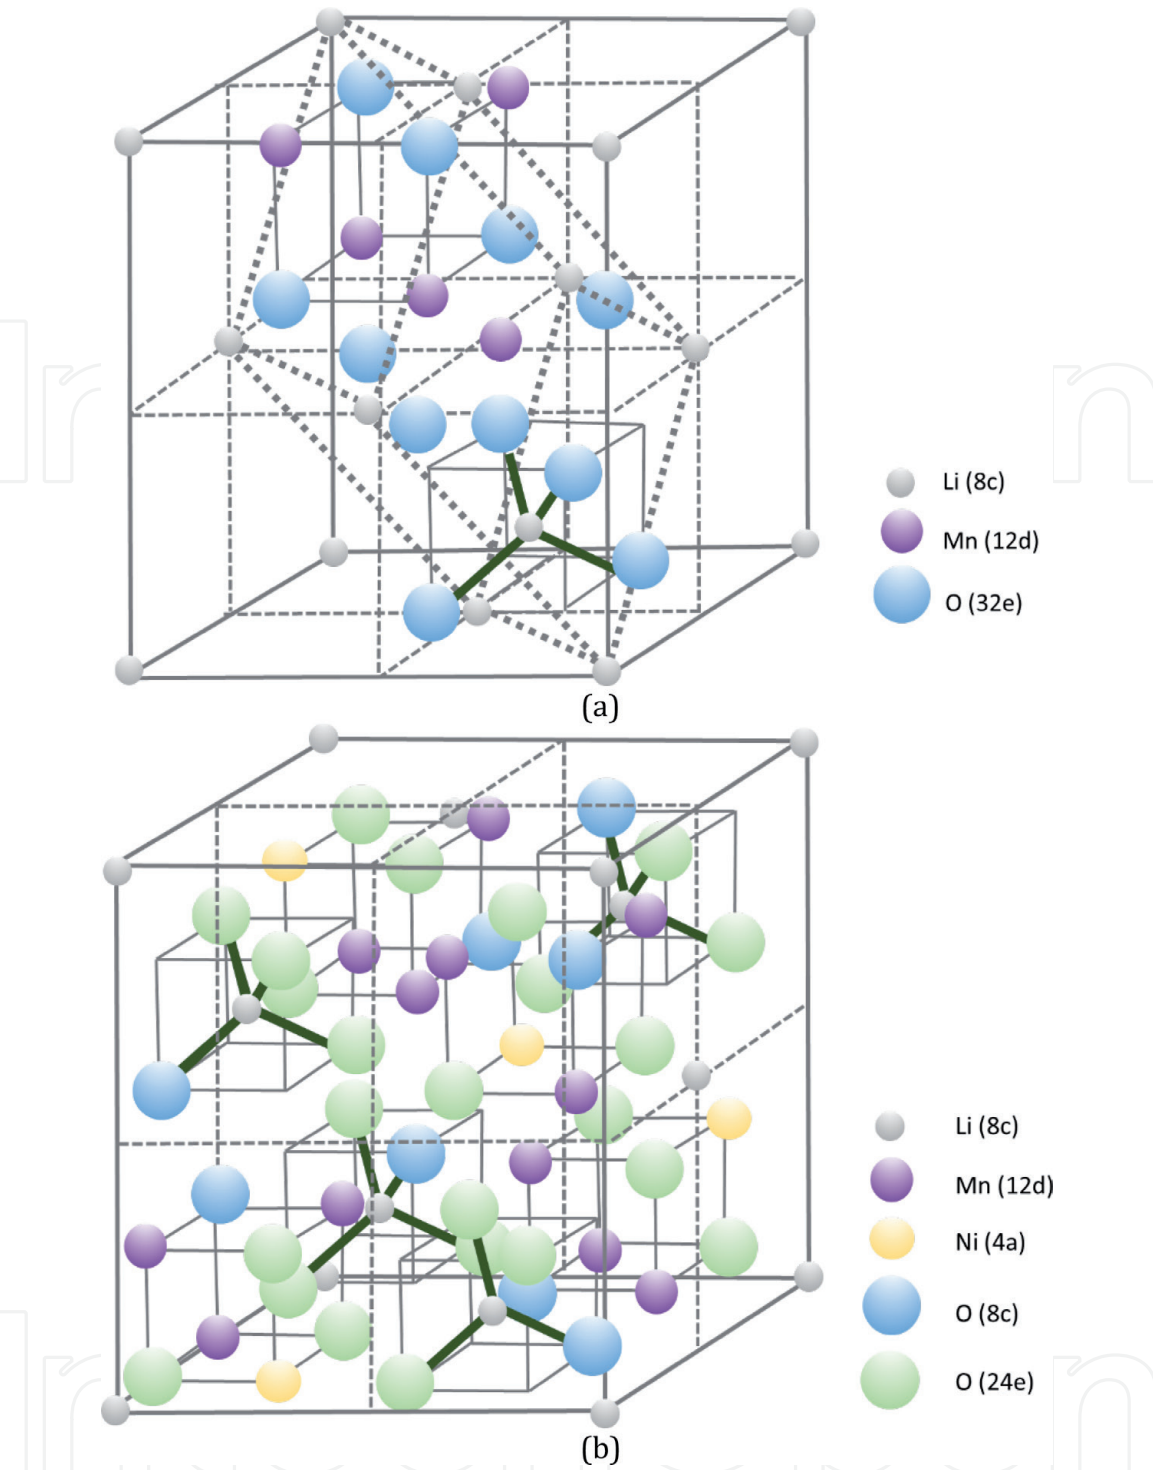 Li (8c)
Mn (12d)
O (32e)
(a)
Li (8c)
Mn (12d)
Ni (4a)
O (8c)
O (24e)
(b)